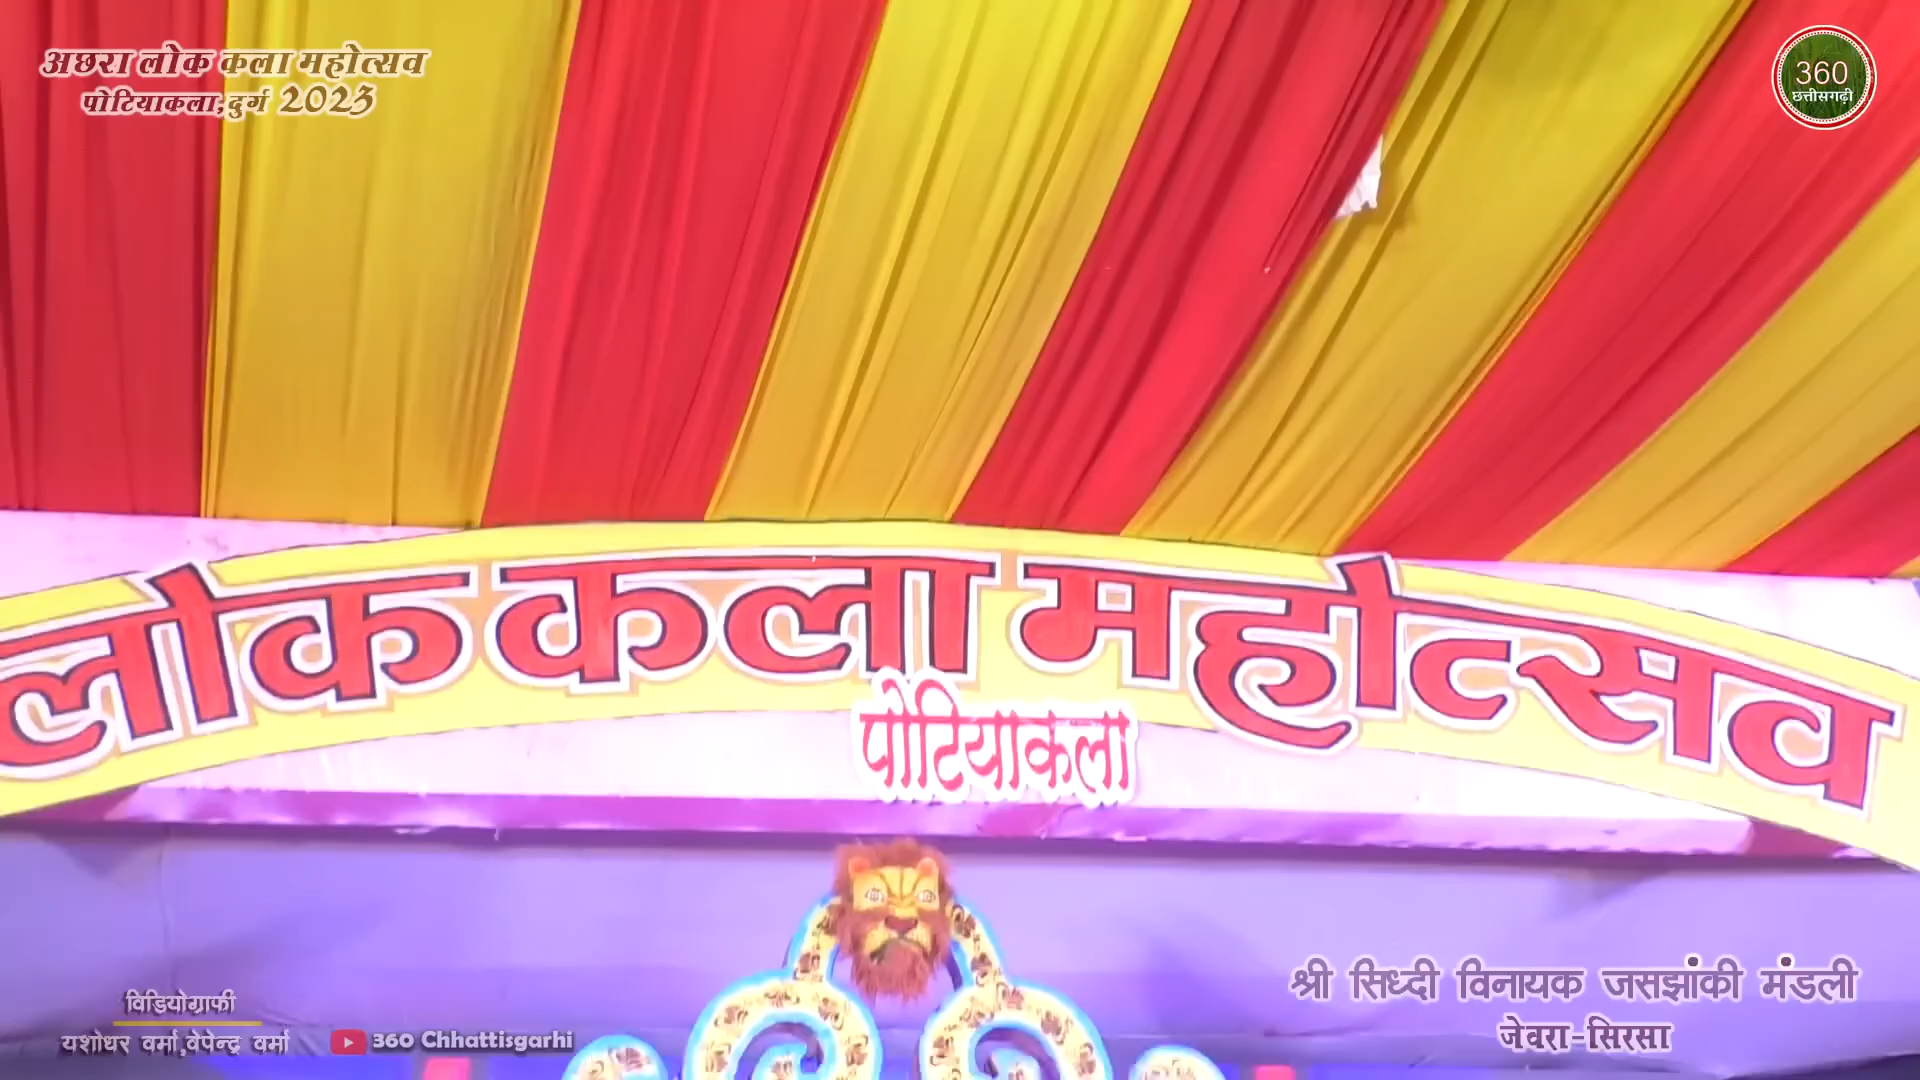 अछरा लोक कला महोत्सव
पोटियाकला,दुर्ग 2023
360
छत्तीसगढ़ी
लोक कला महोत्सव
पोटियाकला
श्री सिध्दी विनायक जसझांकी मंडली
जेवरा-सिरसा
विडियोग्राफी
यशोधर वर्मा,वेपेन्द्र वर्मा
360 Chhattisgarhi